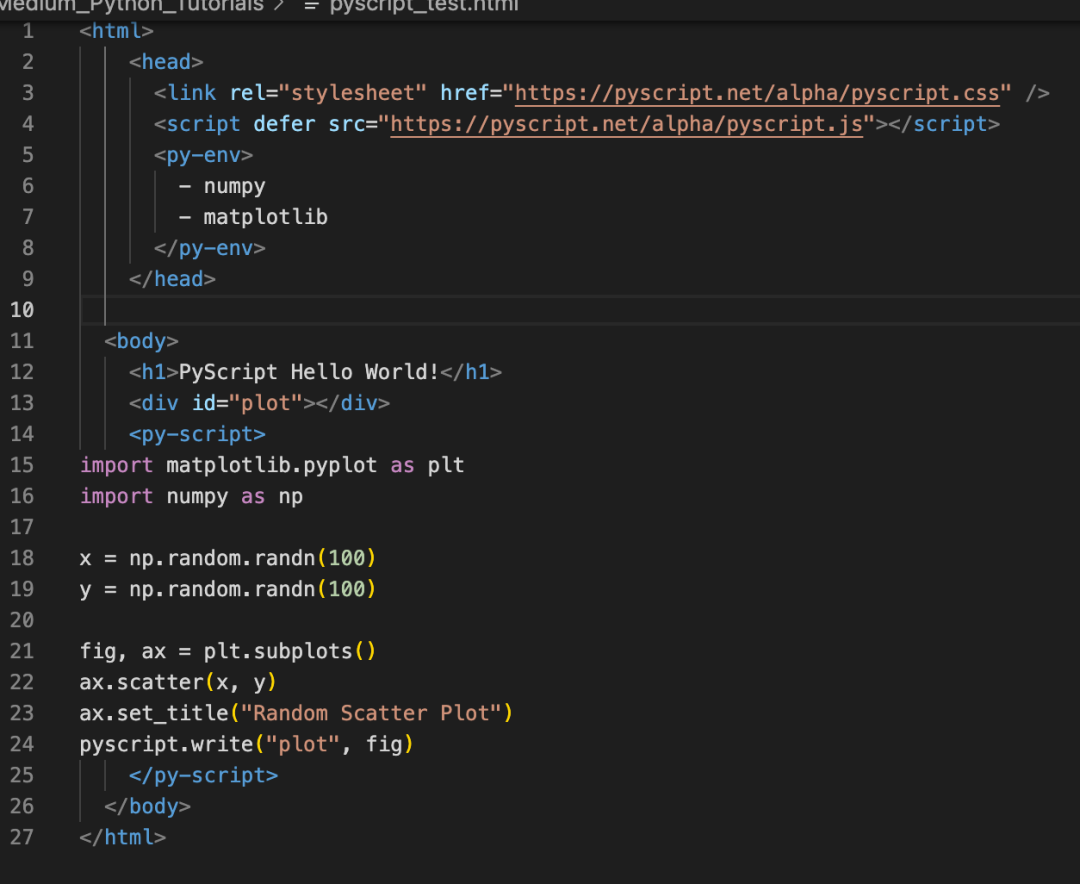 Medium_Python_Tutorials > pyscript_test.html
1 <html>
2 <head>
3 <link rel="stylesheet" href="https://pyscript.net/alpha/pyscript.css" />
4 <script defer src="https://pyscript.net/alpha/pyscript.js"></script>
5 <py-env>
6 - numpy
7 - matplotlib
8 </py-env>
9 </head>
10
11 <body>
12 <h1>PyScript Hello World!</h1>
13 <div id="plot"></div>
14 <py-script>
15 import matplotlib.pyplot as plt
16 import numpy as np
17
18 x = np.random.randn(100)
19 y = np.random.randn(100)
20
21 fig, ax = plt.subplots()
22 ax.scatter(x, y)
23 ax.set_title("Random Scatter Plot")
24 pyscript.write("plot", fig)
25 </py-script>
26 </body>
27 </html>